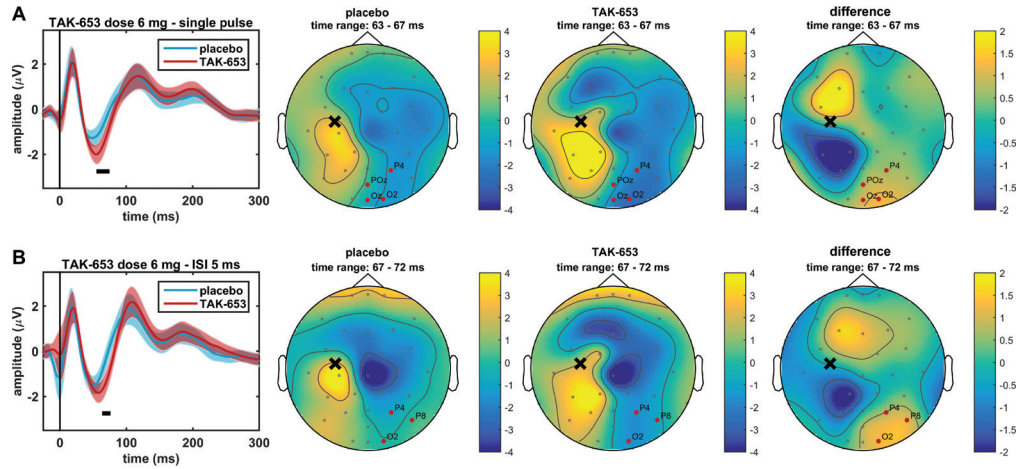 A
TAK-653 dose 6 mg - single pulse
placebo
TAK-653
amplitude (μV)
2
0
-2
0
100
200
300
time (ms)
placebo
time range: 63 - 67 ms
P4
POz
Oz
O2
4
3
2
1
0
-1
-2
-3
-4
TAK-653
time range: 63 - 67 ms
P4
POz
Oz
O2
4
3
2
1
0
-1
-2
-3
-4
difference
time range: 63 - 67 ms
P4
POz
Oz
O2
2
1.5
1
0.5
0
-0.5
-1
-1.5
-2
B
TAK-653 dose 6 mg - ISI 5 ms
placebo
TAK-653
amplitude (μV)
2
0
-2
0
100
200
300
time (ms)
placebo
time range: 67 - 72 ms
P4
P8
O2
4
3
2
1
0
-1
-2
-3
-4
TAK-653
time range: 67 - 72 ms
P4
P8
O2
4
3
2
1
0
-1
-2
-3
-4
difference
time range: 67 - 72 ms
P4
P8
O2
2
1.5
1
0.5
0
-0.5
-1
-1.5
-2